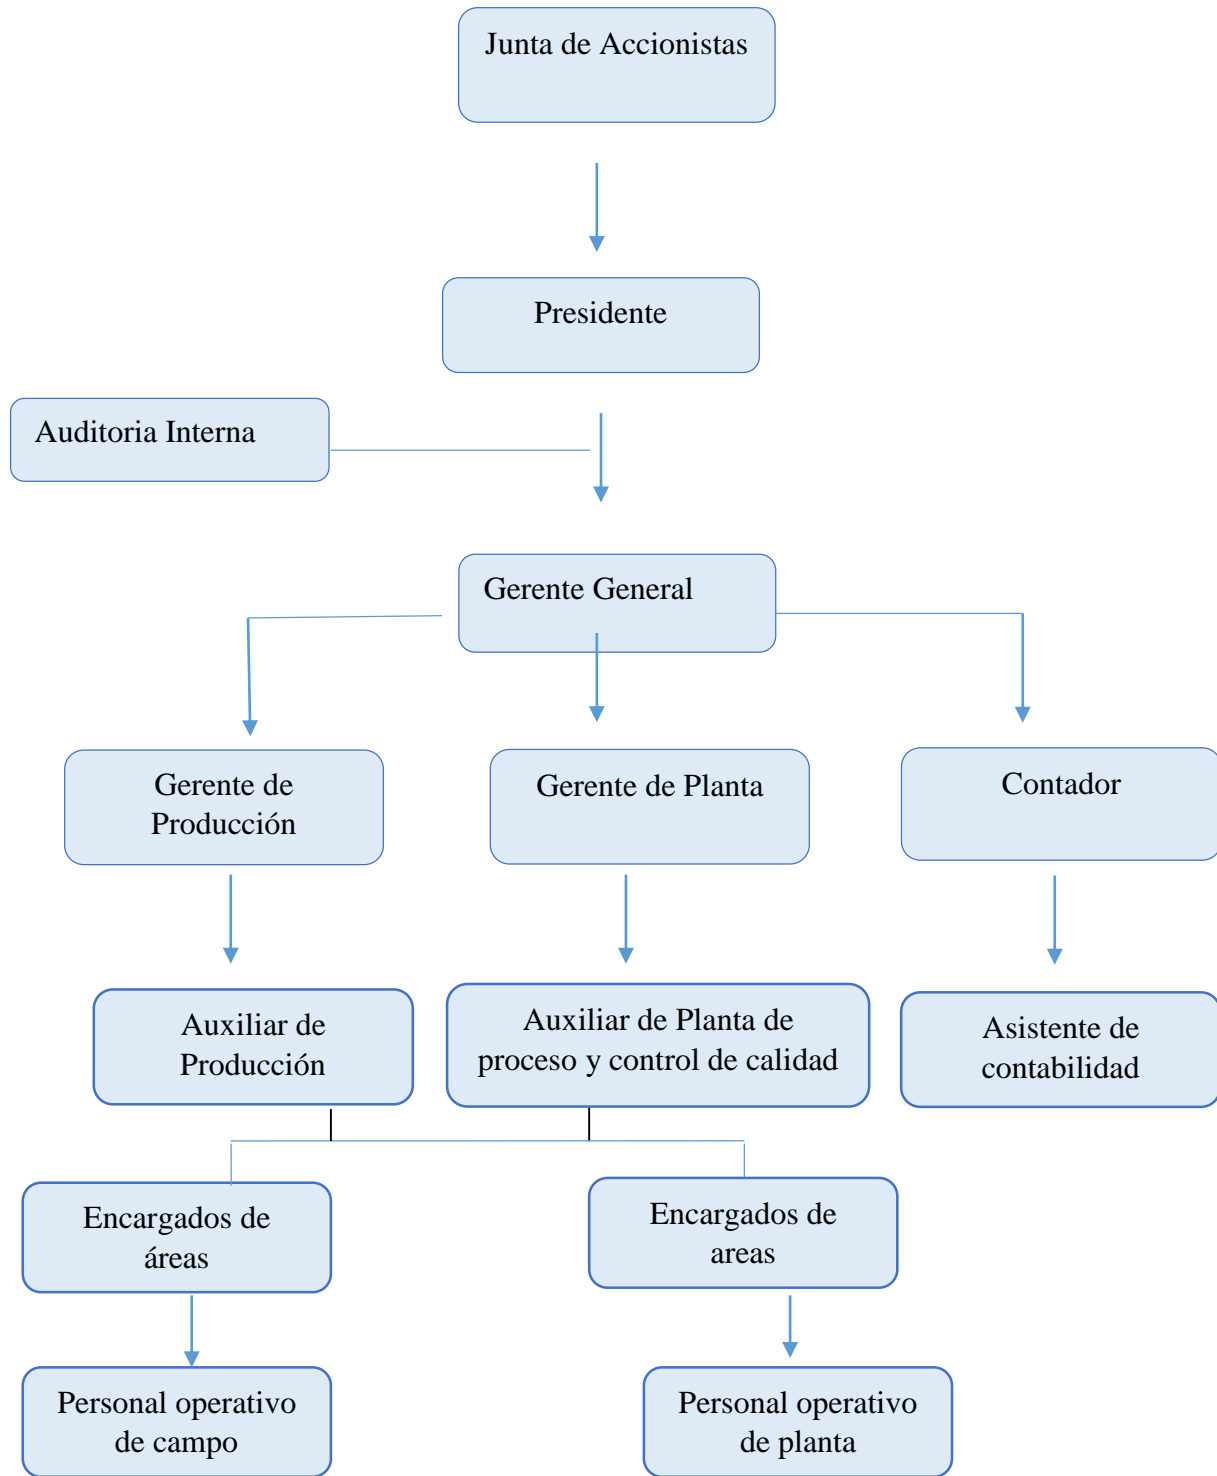 Junta de Accionistas
Presidente
Auditoria Interna
Gerente General
Gerente de
Producción
Gerente de Planta
Contador
Auxiliar de
Producción
Auxiliar de Planta de
proceso y control de calidad
Asistente de
contabilidad
Encargados de
áreas
Encargados de
areas
Personal operativo
de campo
Personal operativo
de planta